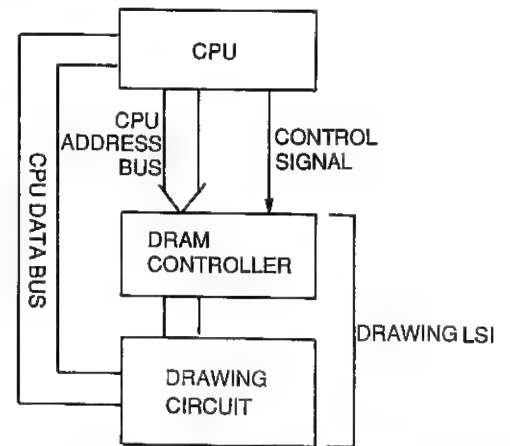 CPU
CPU
ADDRESS
BUS
CONTROL
SIGNAL
CPU DATA BUS
DRAM
CONTROLLER
DRAWING LSI
DRAWING
CIRCUIT